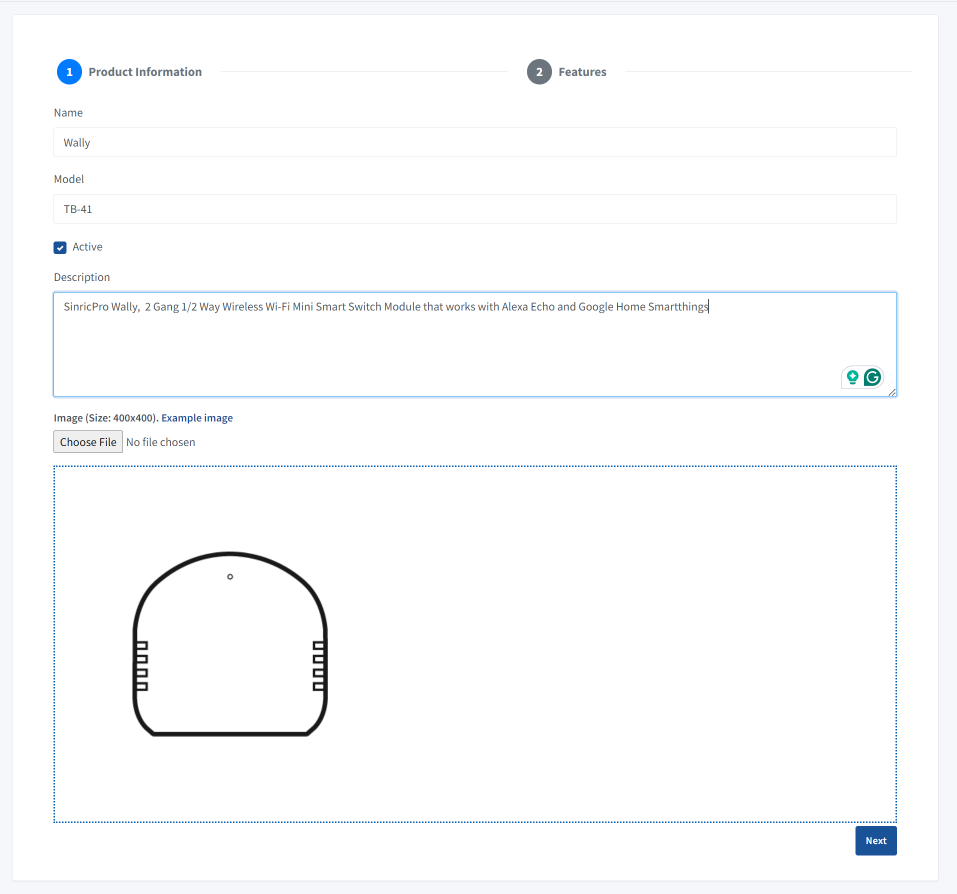 1 Product Information
2 Features
Name
Wally
Model
TB-41
Active
Description
SinricPro Wally,  2 Gang 1/2 Way Wireless Wi-Fi Mini Smart Switch Module that works with Alexa Echo and Google Home Smartthings
Image (Size: 400x400). Example image
Choose File No file chosen
Next